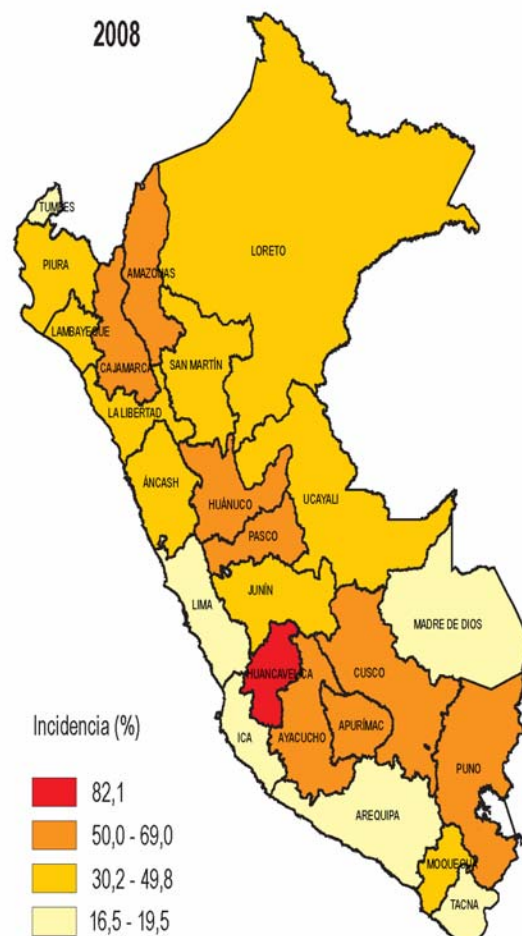 2008
TUMBES
PIURA
AMAZONAS
LORETO
LAMBAYEQUE
CAJAMARCA
SAN MARTÍN
LA LIBERTAD
ÁNCASH
HUÁNUCO
UCAYALI
PASCO
LIMA
JUNÍN
MADRE DE DIOS
HUANCAVELICA
CUSCO
ICA
AYACUCHO
APURÍMAC
PUNO
AREQUIPA
MOQUEGUA
TACNA
Incidencia (%)
82,1
50,0 - 69,0
30,2 - 49,8
16,5 - 19,5